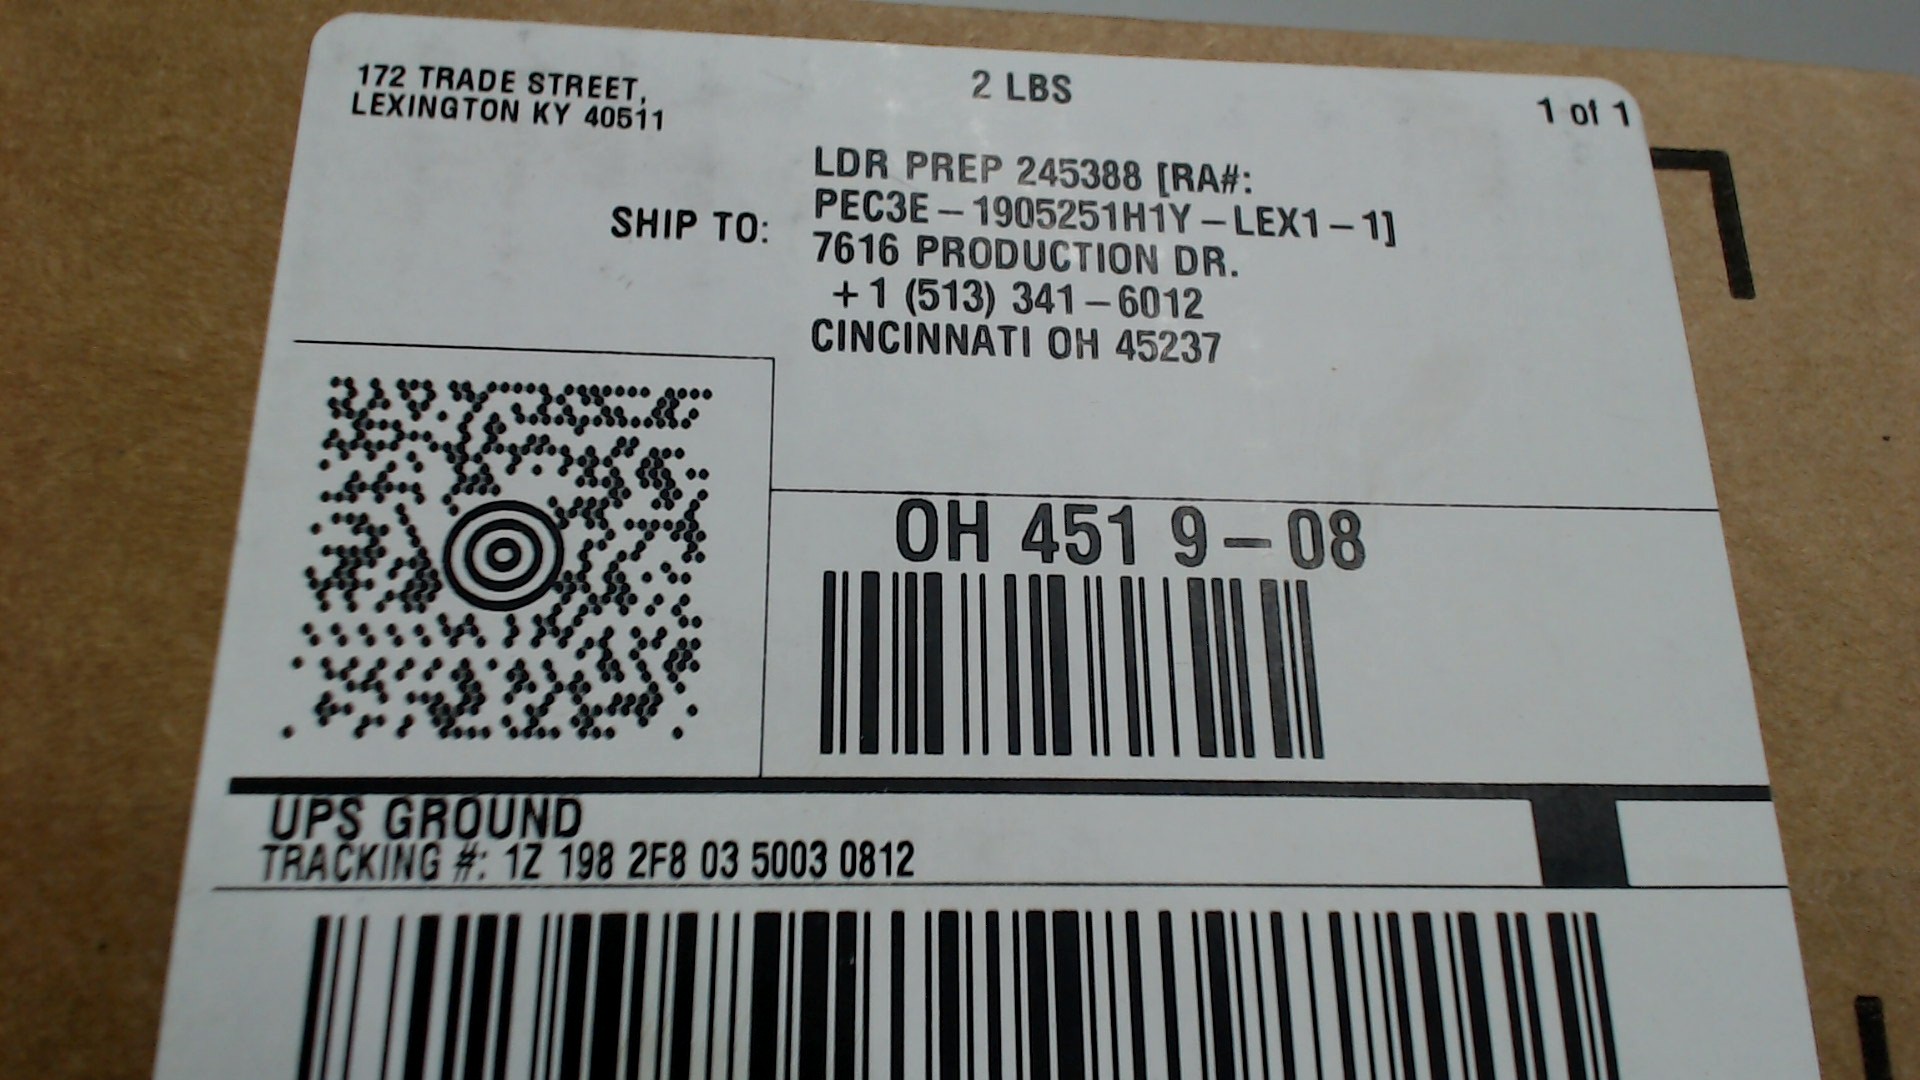 172 TRADE STREET,
LEXINGTON KY 40511
2 LBS
1 of 1
SHIP TO:
LDR PREP 245388 [RA#:
PEC3E-1905251H1Y-LEX1-1]
7616 PRODUCTION DR.
+1 (513) 341-6012
CINCINNATI OH 45237
OH 451 9-08
UPS GROUND
TRACKING #: 1Z 198 2F8 03 5003 0812